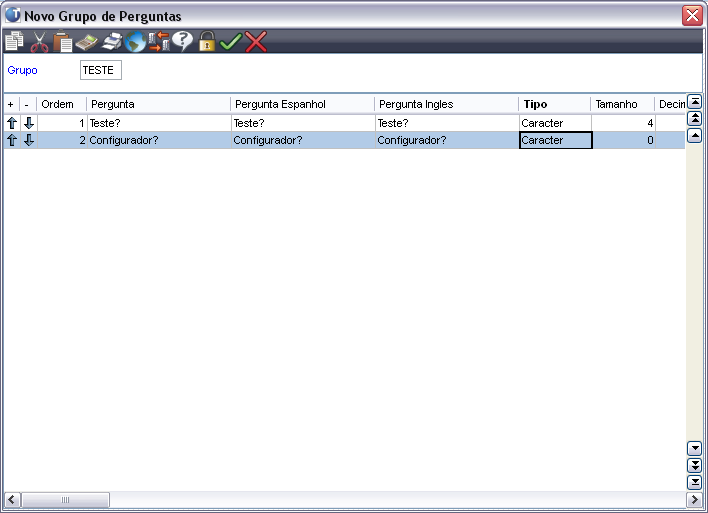 Novo Grupo de Perguntas
Grupo TESTE
+ - Ordem Pergunta Pergunta Espanhol Pergunta Ingles Tipo Tamanho Decim
1 Teste? Teste? Teste? Caracter 4
2 Configurador? Configurador? Configurador? Caracter 0